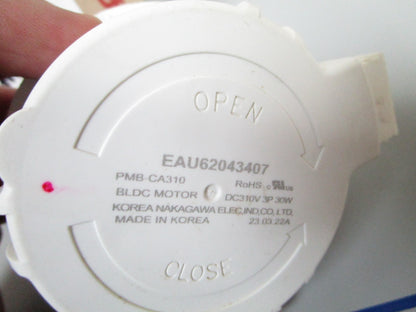 OPEN
EAU62043407
PMB-CA310 RoHS c US
BLDC MOTOR DC310V 3P 30W
KOREA NAKAGAWA ELEC,IND,CO,LTD,
MADE IN KOREA 23.03.22A
CLOSE